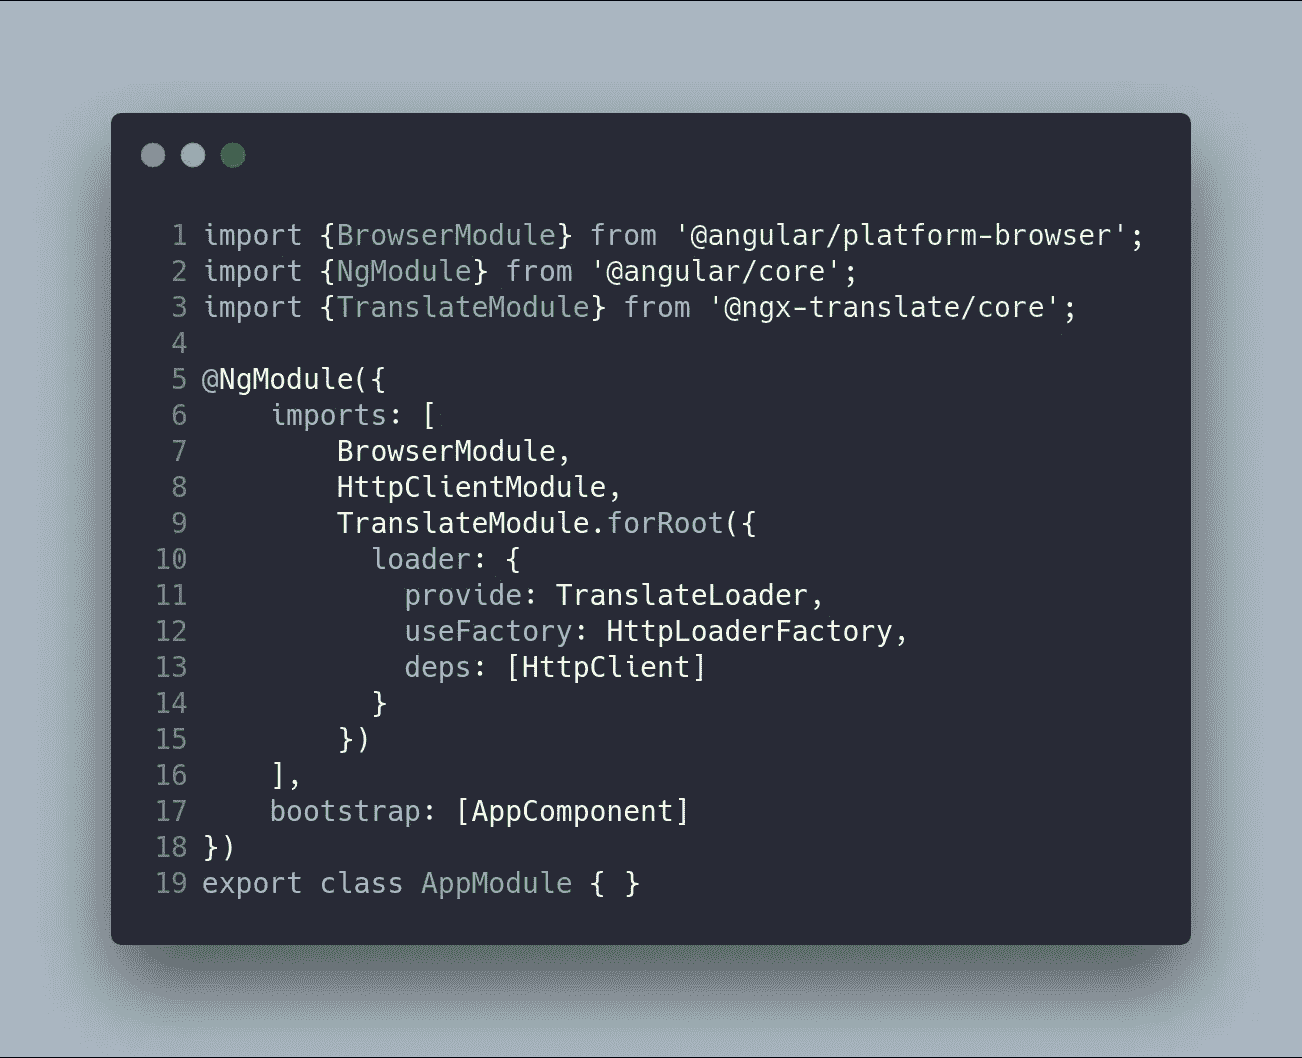 1 import {BrowserModule} from '@angular/platform-browser';
2 import {NgModule} from '@angular/core';
3 import {TranslateModule} from '@ngx-translate/core';
4
5 @NgModule({
6     imports: [
7         BrowserModule,
8         HttpClientModule,
9         TranslateModule.forRoot({
10           loader: {
11             provide: TranslateLoader,
12             useFactory: HttpLoaderFactory,
13             deps: [HttpClient]
14           }
15         })
16     ],
17     bootstrap: [AppComponent]
18 })
19 export class AppModule { }